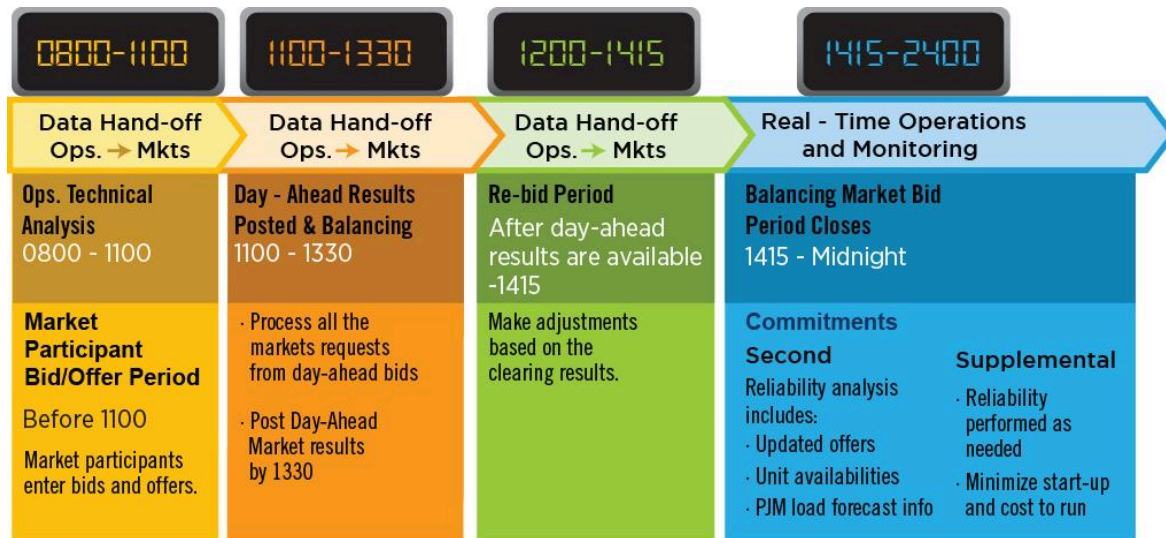 0800-1100
1100-1330
1200-1415
1415-2400
Data Hand-off
Ops. → Mkts
Data Hand-off
Ops. → Mkts
Data Hand-off
Ops. → Mkts
Real - Time Operations
and Monitoring
Ops. Technical
Analysis
0800 - 1100
Market
Participant
Bid/Offer Period
Before 1100
Market participants
enter bids and offers.
Day - Ahead Results
Posted & Balancing
1100 - 1330
· Process all the
markets requests
from day-ahead bids
· Post Day-Ahead
Market results
by 1330
Re-bid Period
After day-ahead
results are available
-1415
Make adjustments
based on the
clearing results.
Balancing Market Bid
Period Closes
1415 - Midnight
Commitments
Second
Reliability analysis
includes:
· Updated offers
· Unit availabilities
· PJM load forecast info
Supplemental
· Reliability
performed as
needed
· Minimize start-up
and cost to run